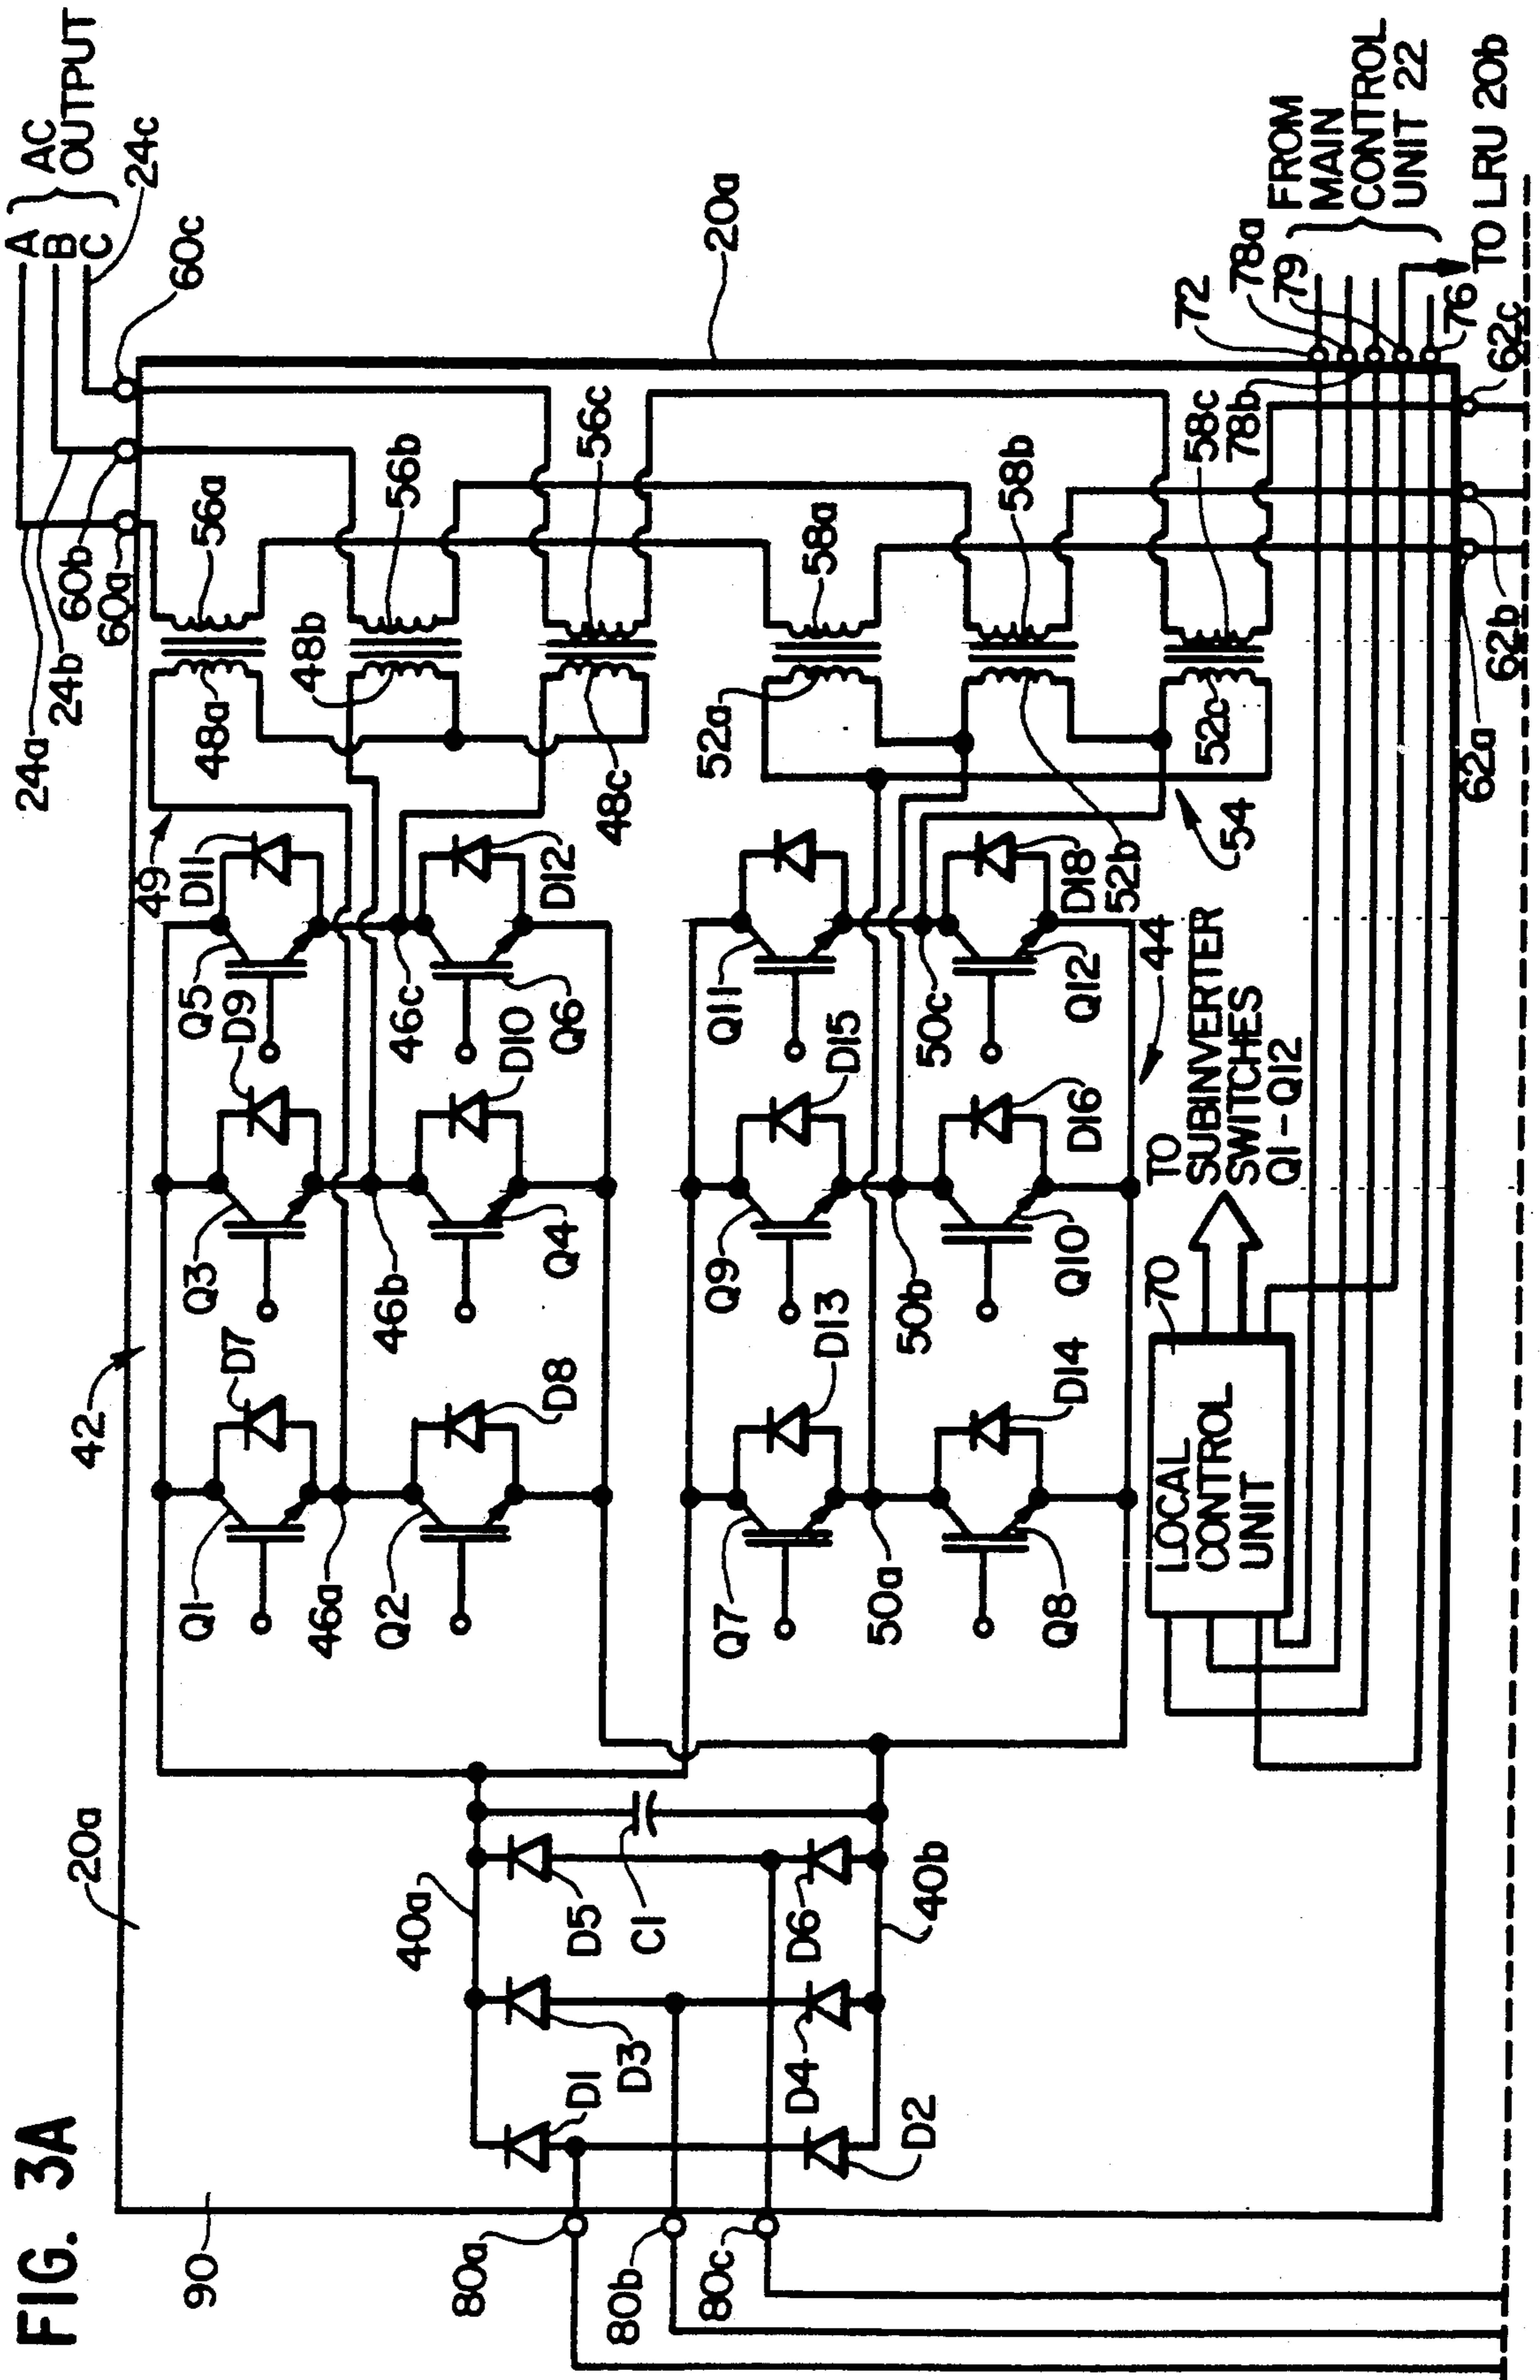 FIG. 3A
90
20a
42
49
24a
24b
60b
60a
A
B
C
AC
OUTPUT
24c
60c
20a
Q1
D7
Q3
D9
Q5
D11
48a
56a
46a
Q2
D8
46b
Q4
D10
46c
Q6
D12
48b
56b
48c
56c
80a
80b
80c
40a
D1
D3
D5
C1
D2
D4
D6
40b
Q7
D13
Q9
D15
Q11
52a
58a
50a
Q8
D14
50b
Q10
D16
50c
Q12
D18
52b
58b
52c
58c
54
44
LOCAL
CONTROL
UNIT
70
TO
SUBINVERTER
SWITCHES
Q1-Q12
72
78a
79
78b
76
FROM
MAIN
CONTROL
UNIT 22
TO LRU 20b
62a
62b
62c